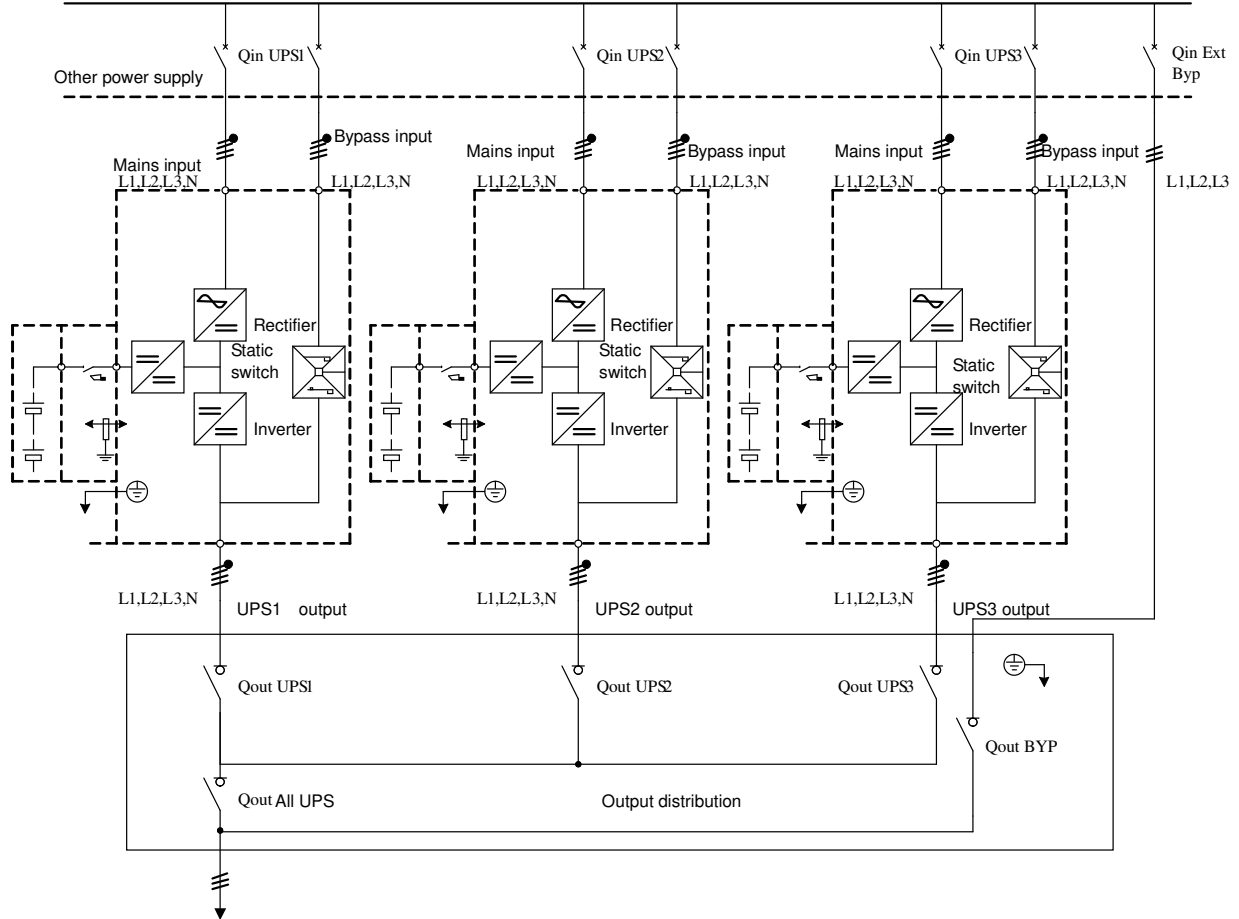 Qin UPS1
Qin UPS2
Qin UPS3
Qin Ext
Byp
Other power supply
Bypass input
Mains input
L1,L2,L3,N
L1,L2,L3,N
Mains input
Bypass input
L1,L2,L3,N
L1,L2,L3,N
Mains input
Bypass input
L1,L2,L3,N
L1,L2,L3,N
L1,L2,L3
Rectifier
Static
switch
Inverter
Rectifier
Static
switch
Inverter
Rectifier
Static
switch
Inverter
L1,L2,L3,N
UPS1 output
L1,L2,L3,N
UPS2 output
L1,L2,L3,N
UPS3 output
Qout UPS1
Qout UPS2
Qout UPS3
Qout BYP
Qout All UPS
Output distribution